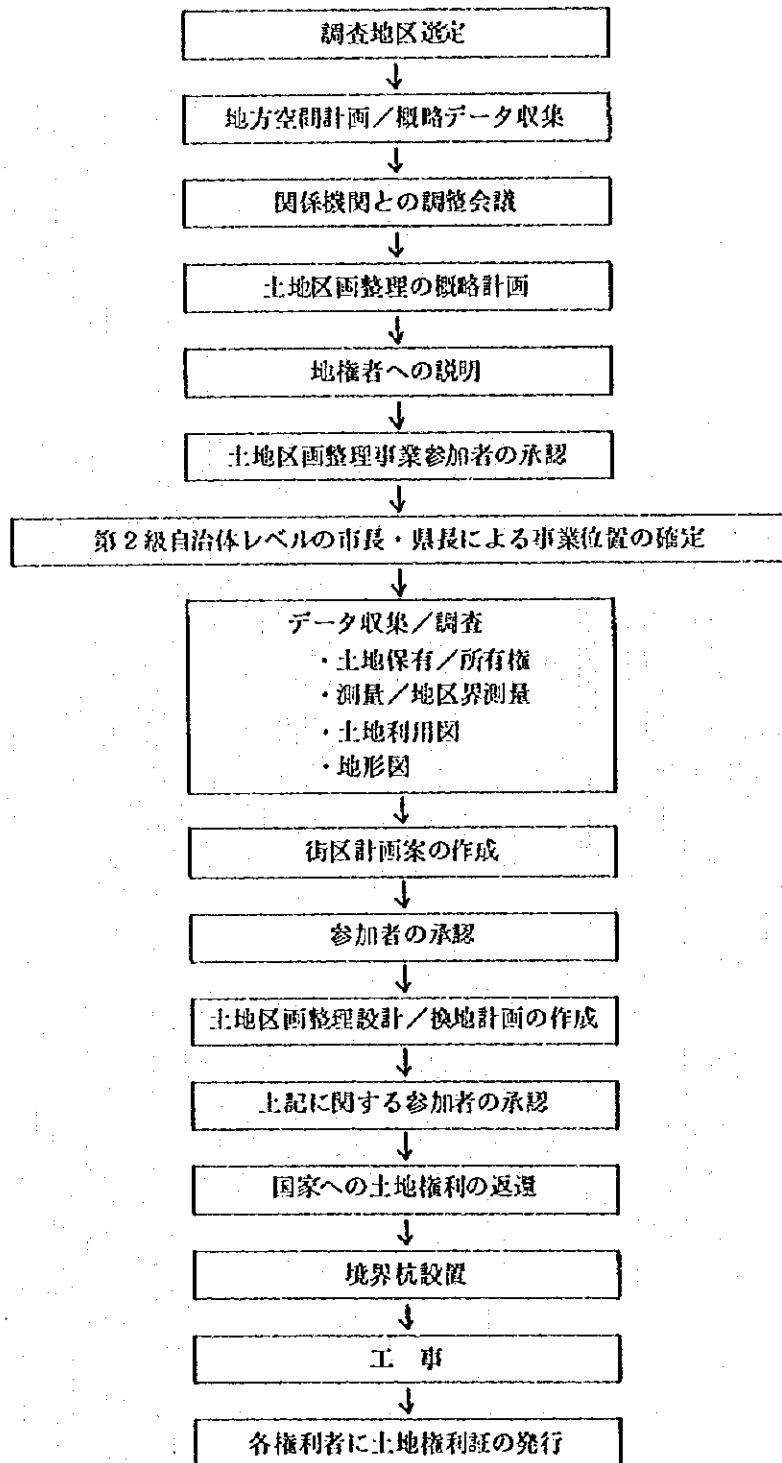 調査地区選定
↓
地方空間計画／概略データ収集
↓
関係機関との調整会議
↓
土地区画整理の概略計画
↓
地権者への説明
↓
土地区画整理事業参加者の承認
↓
第2級自治体レベルの市長・県長による事業位置の確定
↓
データ収集／調査
・土地保有／所有権
・測量／地区界測量
・土地利用図
・地形図
↓
街区計画案の作成
↓
参加者の承認
↓
土地区画整理設計／換地計画の作成
↓
上記に関する参加者の承認
↓
国家への土地権利の返還
↓
境界杭設置
↓
工　事
↓
各権利者に土地権利証の発行